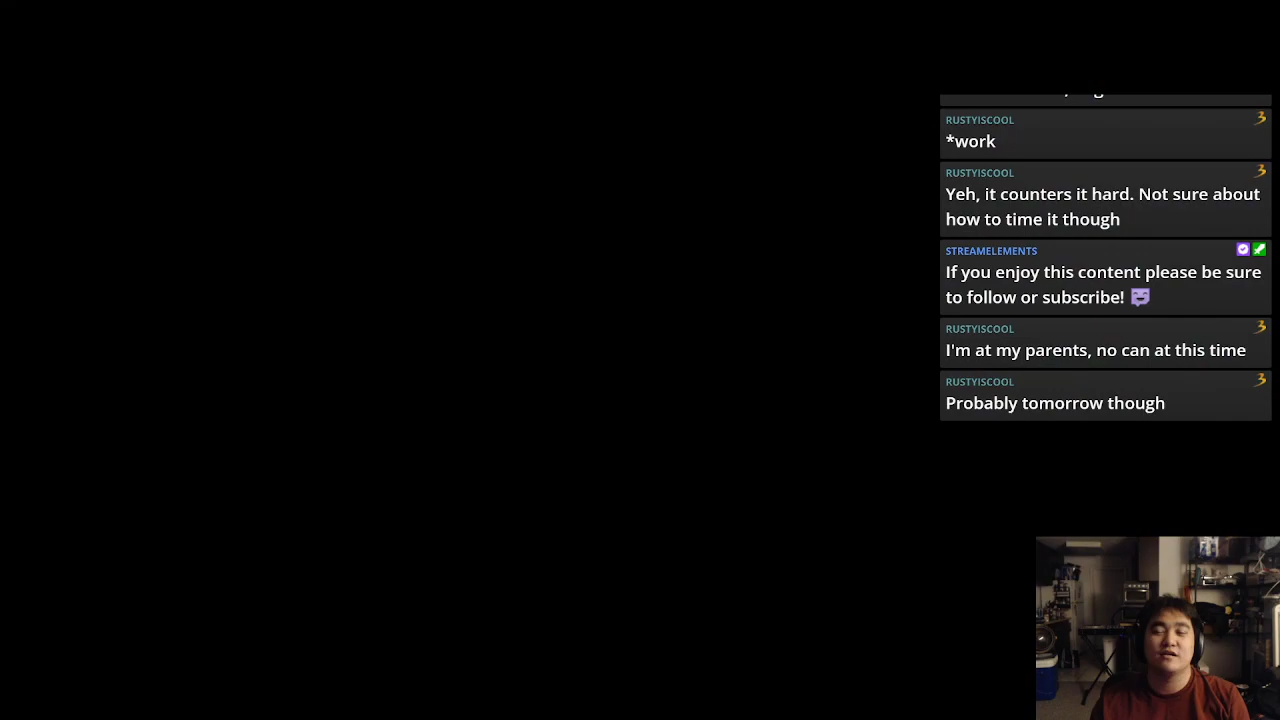 RUSTYISCOOL
*work
RUSTYISCOOL
Yeh, it counters it hard. Not sure about
how to time it though
STREAMELEMENTS
If you enjoy this content please be sure
to follow or subscribe!
RUSTYISCOOL
I'm at my parents, no can at this time
RUSTYISCOOL
Probably tomorrow though